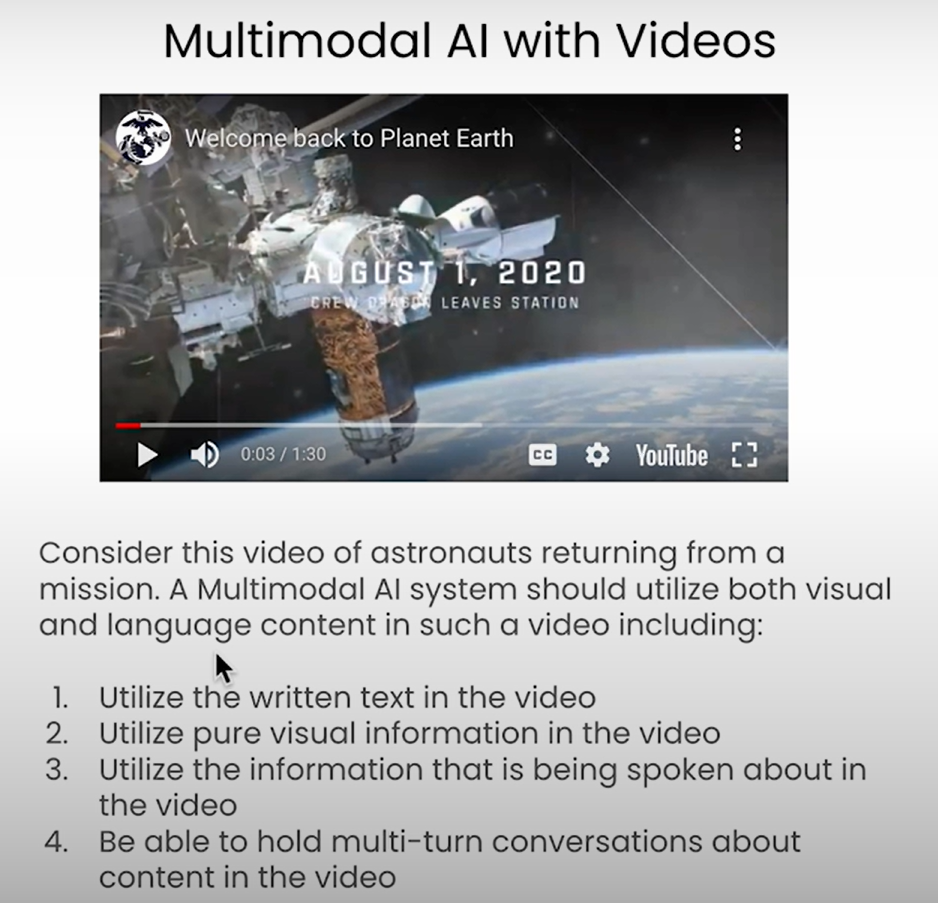 Multimodal AI with Videos
Welcome back to Planet Earth
AUGUST 1, 2020
CREW DRAGON LEAVES STATION
0:03 / 1:30
CC
YouTube
Consider this video of astronauts returning from a
mission. A Multimodal AI system should utilize both visual
and language content in such a video including:
1. Utilize the written text in the video
2. Utilize pure visual information in the video
3. Utilize the information that is being spoken about in
the video
4. Be able to hold multi-turn conversations about
content in the video